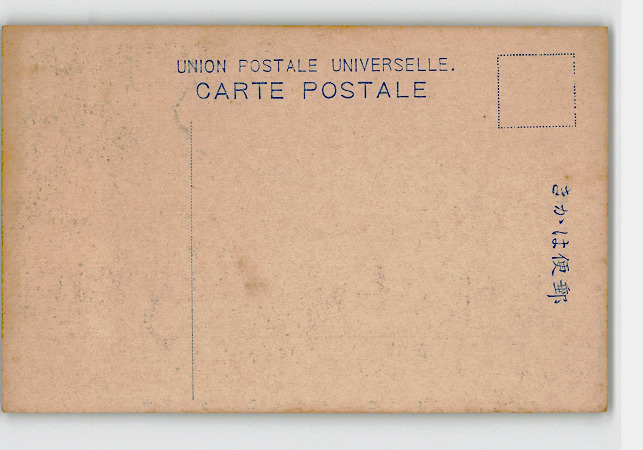 UNION POSTALE UNIVERSELLE.
CARTE POSTALE
郵便はかき